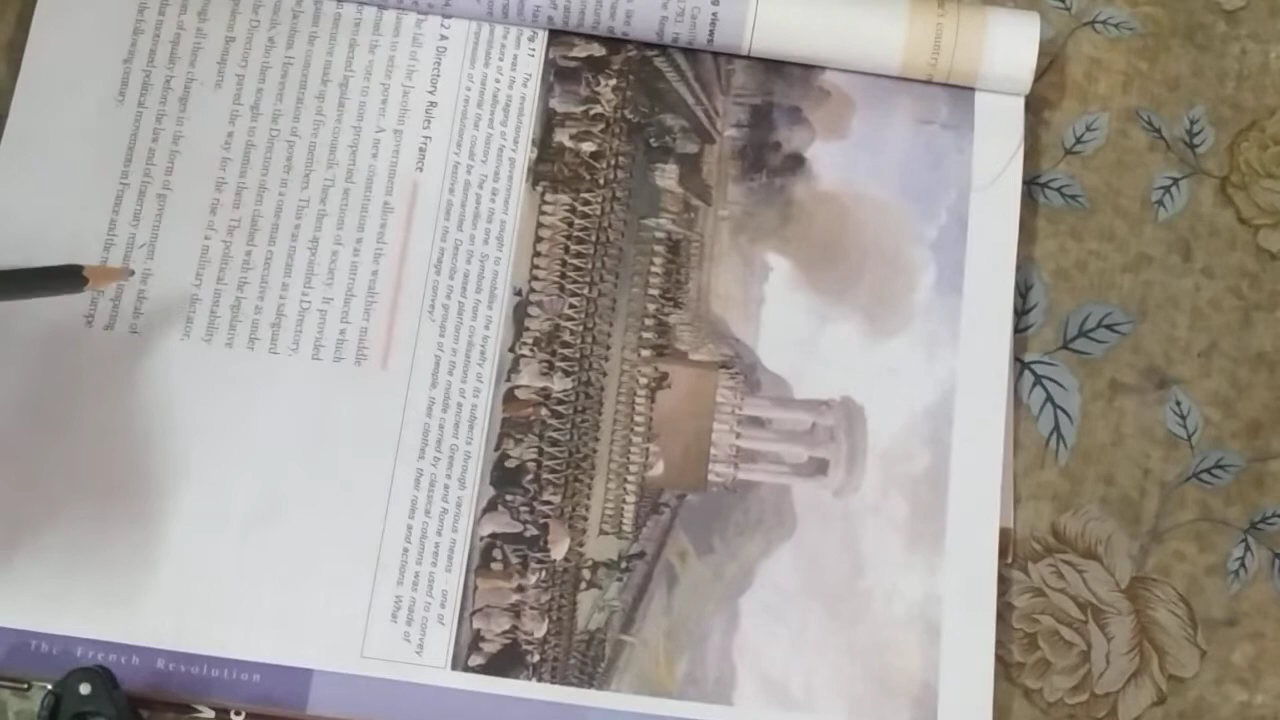 g views
Camille
1793. He
the Reign
Fig.11 – The revolutionary government sought to mobilise the loyalty of its subjects through various means – one of
them was the staging of festivals like this one. Symbols from civilisations of ancient Greece and Rome were used to convey
the aura of a hallowed history. The pavilion on the raised platform in the middle carried by classical columns was made of
material that could be dismantled. Describe the groups of people, their clothes, their roles and actions. What
impression of a revolutionary festival does this image convey?
A Directory Rules France
The fall of the Jacobin government allowed the wealthier middle
classes to seize power. A new constitution was introduced which
denied the vote to non-propertied sections of society. It provided
for two elected legislative councils. These then appointed a Directory,
an executive made up of five members. This was meant as a safeguard
against the concentration of power in a one-man executive as under
the Jacobins. However, the Directors often clashed with the legislative
councils, who then sought to dismiss them. The political instability
of the Directory paved the way for the rise of a military dictator,
Napoleon Bonaparte.
Through all these changes in the form of government, the ideals of
freedom, of equality before the law and of fraternity inspiring
that motivated political movements in France and the Europe
the following century.
The French Revolution